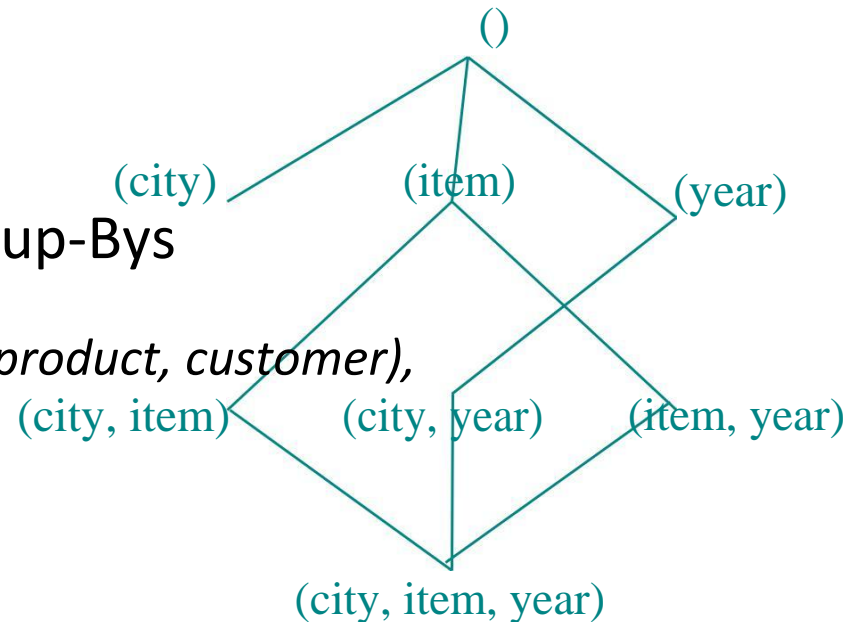 ()
(city) (item) (year)
up-Bys
product, customer),
(city, item) (city, year) (item, year)
(city, item, year)